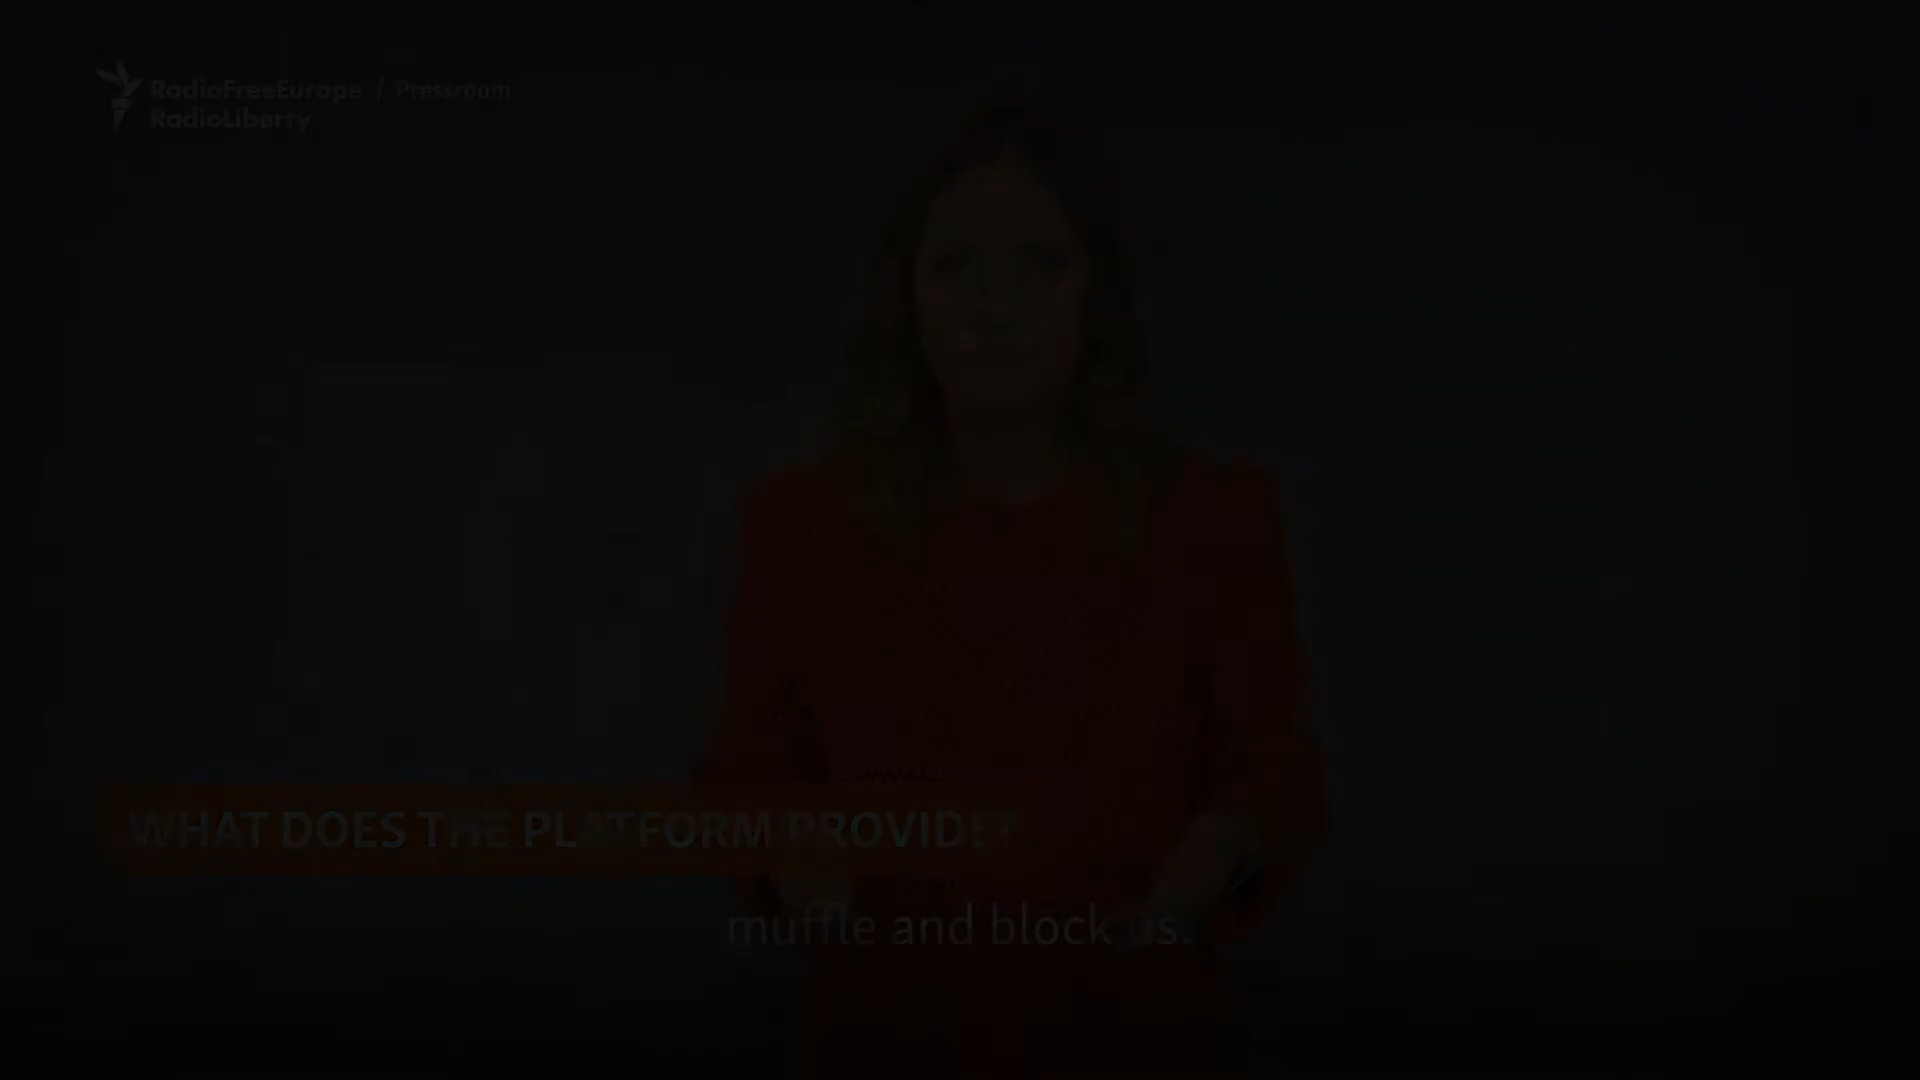 RadioFreeEurope / Pressroom
RadioLiberty
WHAT DOES THE PLATFORM PROVIDE?
muffle and block us.